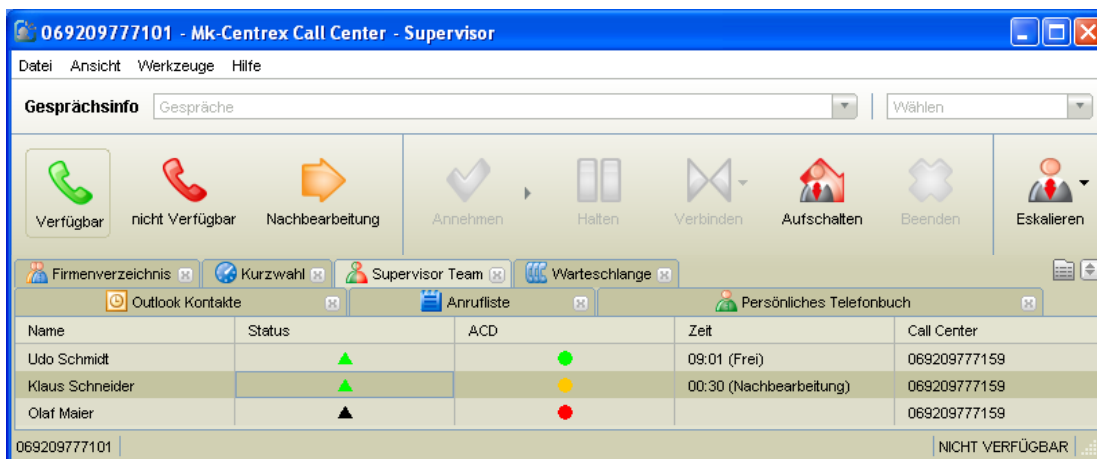 069209777101 - Mk-Centrex Call Center - Supervisor
Datei Ansicht Werkzeuge Hilfe
Gesprächsinfo Gespräche Wählen
Verfügbar nicht Verfügbar Nachbearbeitung Annehmen Halten Verbinden Aufschalten Beenden Eskalieren
Firmenverzeichnis Kurzwahl Supervisor Team Warteschlange
Outlook Kontakte Anrufliste Persönliches Telefonbuch
Name Status ACD Zeit Call Center
Udo Schmidt 09:01 (Frei) 069209777159
Klaus Schneider 00:30 (Nachbearbeitung) 069209777159
Olaf Maier 069209777159
069209777101 NICHT VERFÜGBAR